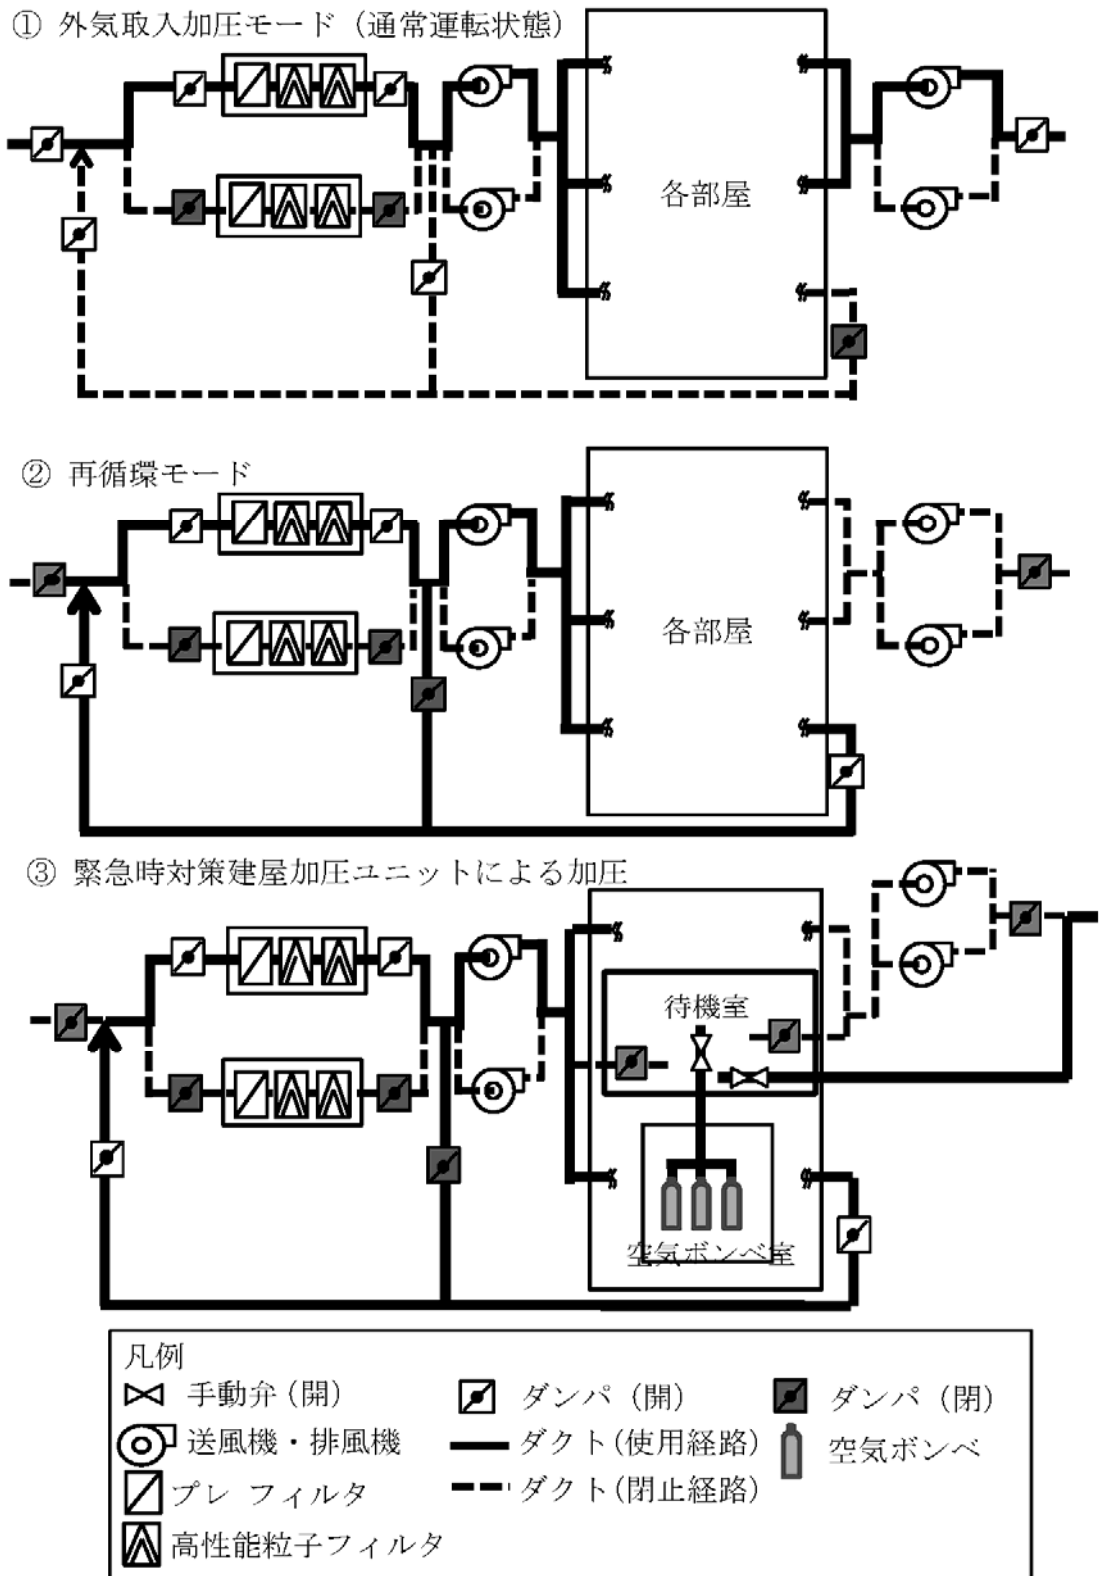 ① 外気取入加圧モード（通常運転状態）
各部屋
② 再循環モード
各部屋
③ 緊急時対策建屋加圧ユニットによる加圧
待機室
空気ボンベ室
凡例
手動弁(開)
ダンパ（開）
ダンパ（閉）
送風機・排風機
ダクト(使用経路)
空気ボンベ
プレ フィルタ
ダクト(閉止経路)
高性能粒子フィルタ